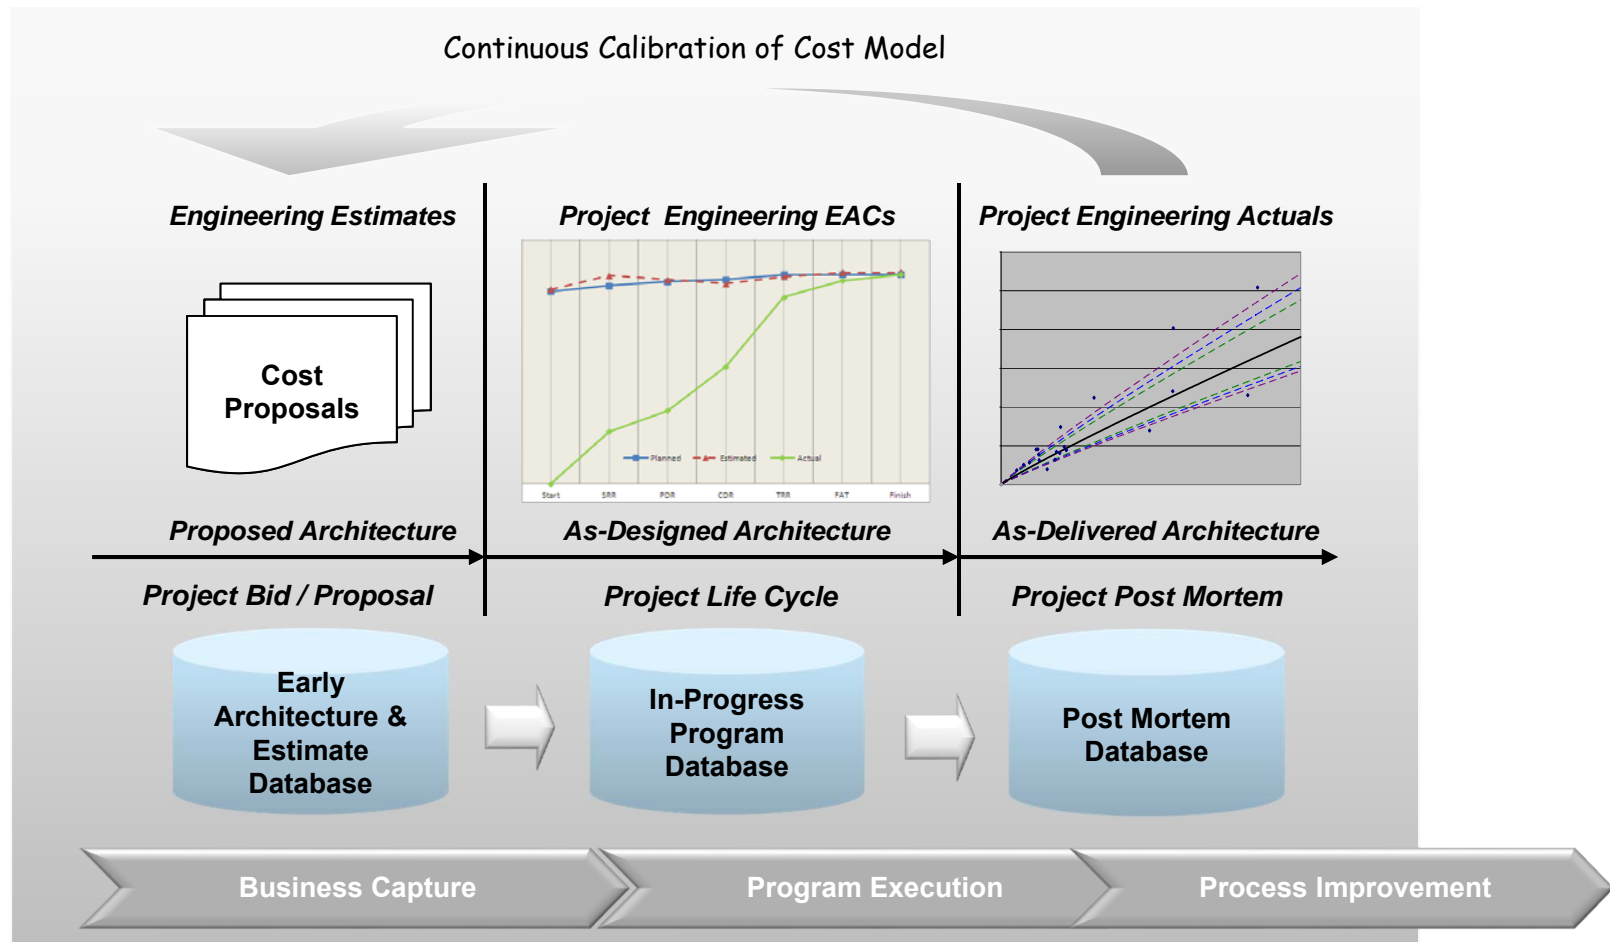 Continuous Calibration of Cost Model
Engineering Estimates
Project Engineering EACs
Project Engineering Actuals
Cost
Proposals
Planned
Estimated
Actual
Start
SRR
PDR
CDR
TRR
FAT
Finish
Proposed Architecture
As-Designed Architecture
As-Delivered Architecture
Project Bid / Proposal
Project Life Cycle
Project Post Mortem
Early
Architecture &
Estimate
Database
In-Progress
Program
Database
Post Mortem
Database
Business Capture
Program Execution
Process Improvement